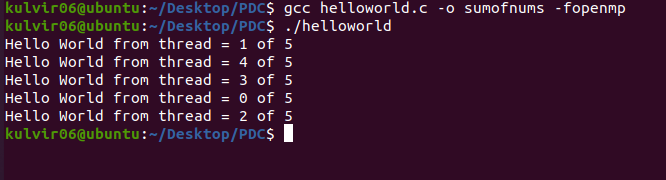 kulvir06@ubuntu:~/Desktop/PDC$ gcc helloworld.c -o sumofnums -fopenmp
kulvir06@ubuntu:~/Desktop/PDC$ ./helloworld
Hello World from thread = 1 of 5
Hello World from thread = 4 of 5
Hello World from thread = 3 of 5
Hello World from thread = 0 of 5
Hello World from thread = 2 of 5
kulvir06@ubuntu:~/Desktop/PDC$